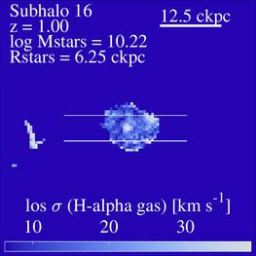 Subhalo 16
12.5 ckpc
z = 1.00
log Mstars = 10.22
Rstars = 6.25 ckpc
los σ (H-alpha gas) [km s⁻¹]
10 20 30